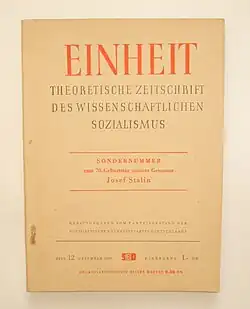 EINHEIT
THEORETISCHE ZEITSCHRIFT
DES WISSENSCHAFTLICHEN
SOZIALISMUS
SONDERNUMMER
zum 70. Geburtstag unseres Genossen
Josef Stalin
HERAUSGEGEBEN VOM PARTEIVORSTAND DER
SOZIALISTISCHEN EINHEITSPARTEI DEUTSCHLANDS
HEFT 12 DEZEMBER